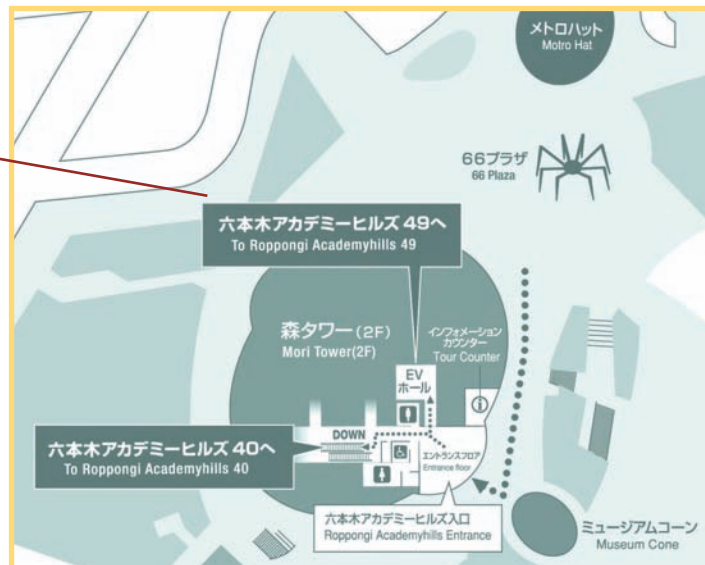 メトロハット
Motro Hat
66プラザ
66 Plaza
六本木アカデミーヒルズ 49へ
To Roppongi Academyhills 49
森タワー(2F)
Mori Tower(2F)
インフォメーション
カウンター
Tour Counter
EV
ホール
DOWN
六本木アカデミーヒルズ 40へ
To Roppongi Academyhills 40
エントランスフロア
Entrance floor
六本木アカデミーヒルズ入口
Roppongi Academyhills Entrance
ミュージアムコーン
Museum Cone